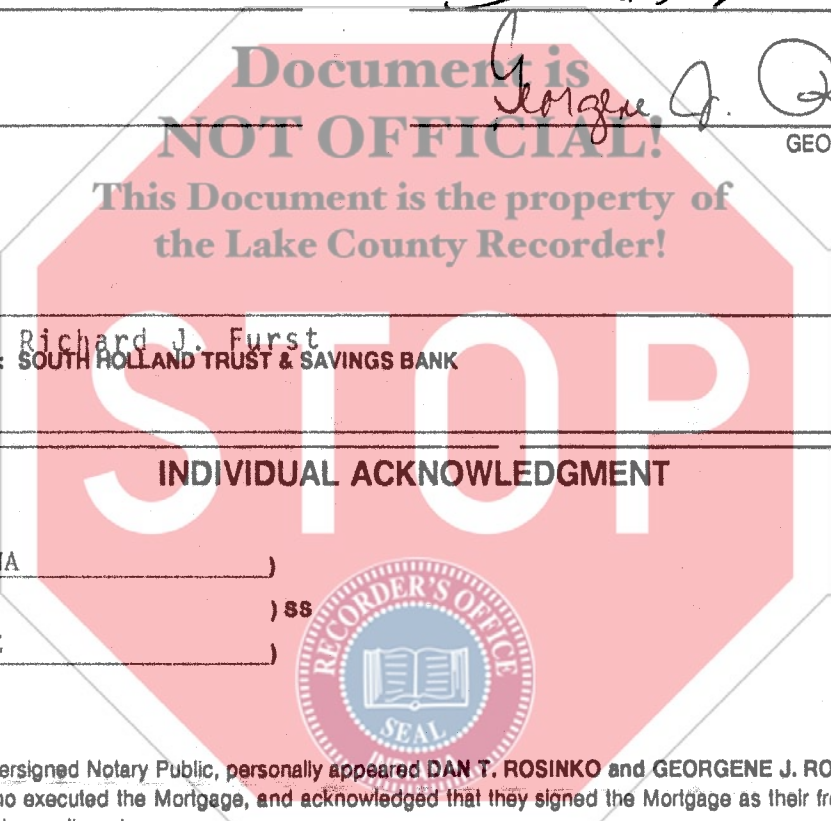 Document is
NOT OFFICIAL!
Georgene J.
GEO
This Document is the property of
the Lake County Recorder!
STOP
Richard J. Furst
: SOUTH HOLLAND TRUST & SAVINGS BANK
INDIVIDUAL ACKNOWLEDGMENT
)
) SS
)
RECORDER'S OFFICE
SEAL
ersigned Notary Public, personally appeared DAN T. ROSINKO and GEORGENE J. RO
o executed the Mortgage, and acknowledged that they signed the Mortgage as their fr